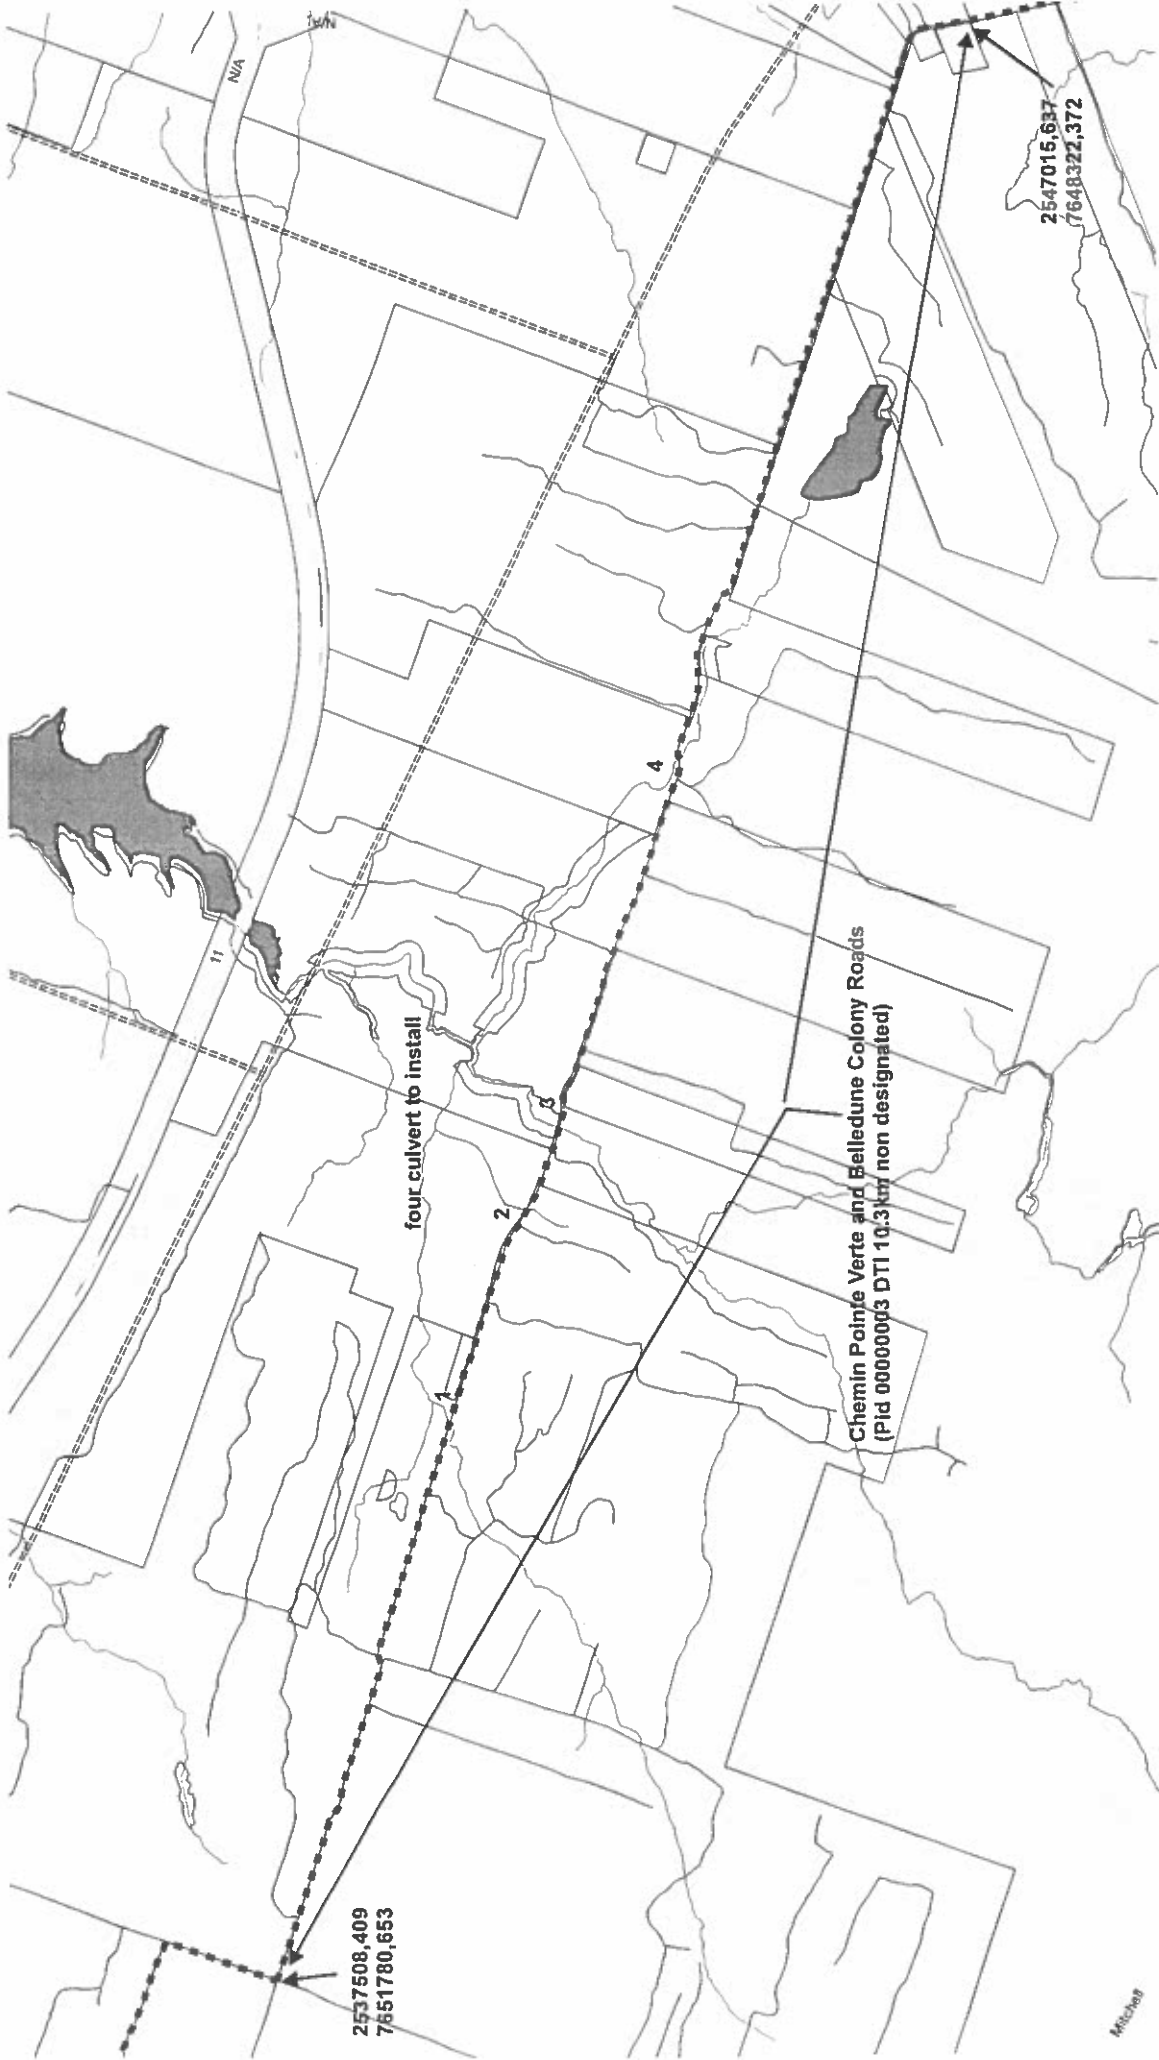 N/A
N/A
11
four culvert to install
1
2
3
4
2537508,409
7651780,653
2547015,637
7648322,372
Chemin Pointe Verte and Belledune Colony Roads
(Pid 00000003 DTI 10.3km non designated)
Mitchell